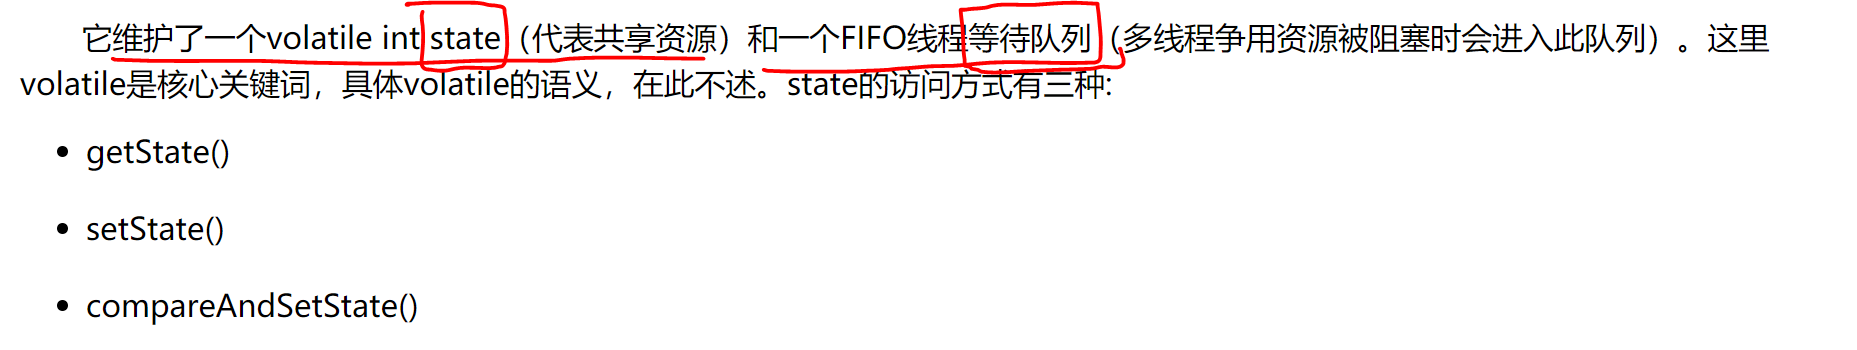 它维护了一个volatile int state（代表共享资源）和一个FIFO线程等待队列（多线程争用资源被阻塞时会进入此队列）。这里
volatile是核心关键词，具体volatile的语义，在此不述。state的访问方式有三种:
• getState()
• setState()
• compareAndSetState()